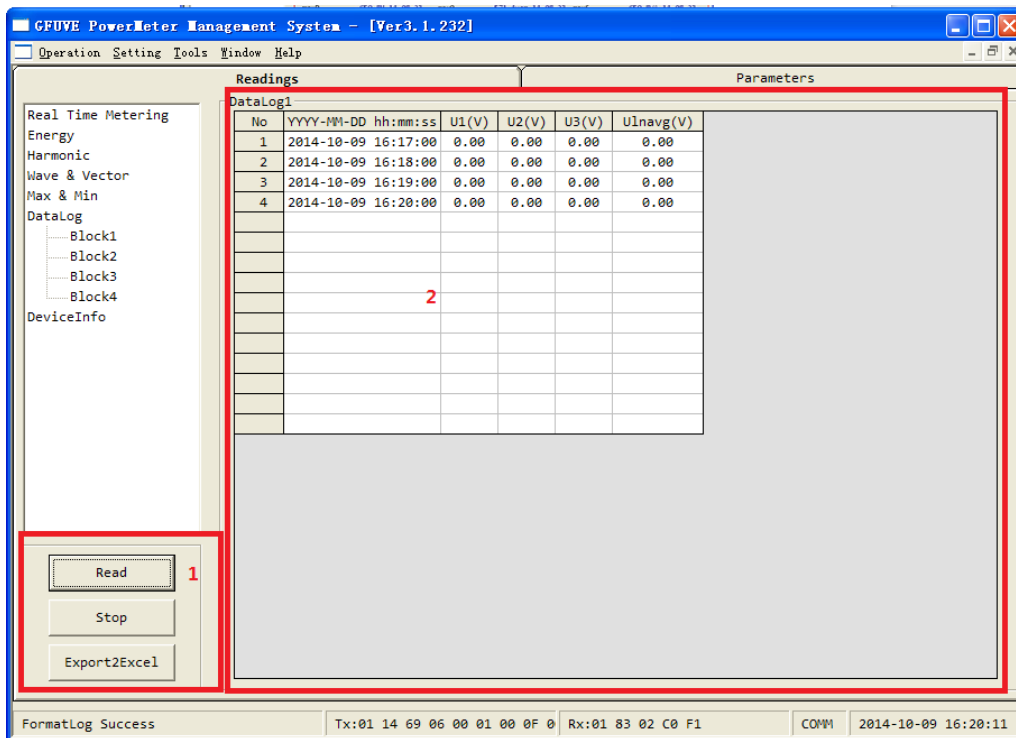 GFUVE PowerMeter Management System - [Ver3.1.232]
Operation Setting Tools Window Help
Readings Parameters
Real Time Metering
Energy
Harmonic
Wave & Vector
Max & Min
DataLog
Block1
Block2
Block3
Block4
DeviceInfo
DataLog1
No YYYY-MM-DD hh:mm:ss U1(V) U2(V) U3(V) Ulnavg(V)
1 2014-10-09 16:17:00 0.00 0.00 0.00 0.00
2 2014-10-09 16:18:00 0.00 0.00 0.00 0.00
3 2014-10-09 16:19:00 0.00 0.00 0.00 0.00
4 2014-10-09 16:20:00 0.00 0.00 0.00 0.00
2
Read 1
Stop
Export2Excel
FormatLog Success Tx:01 14 69 06 00 01 00 0F 0 Rx:01 83 02 C0 F1 COMM 2014-10-09 16:20:11